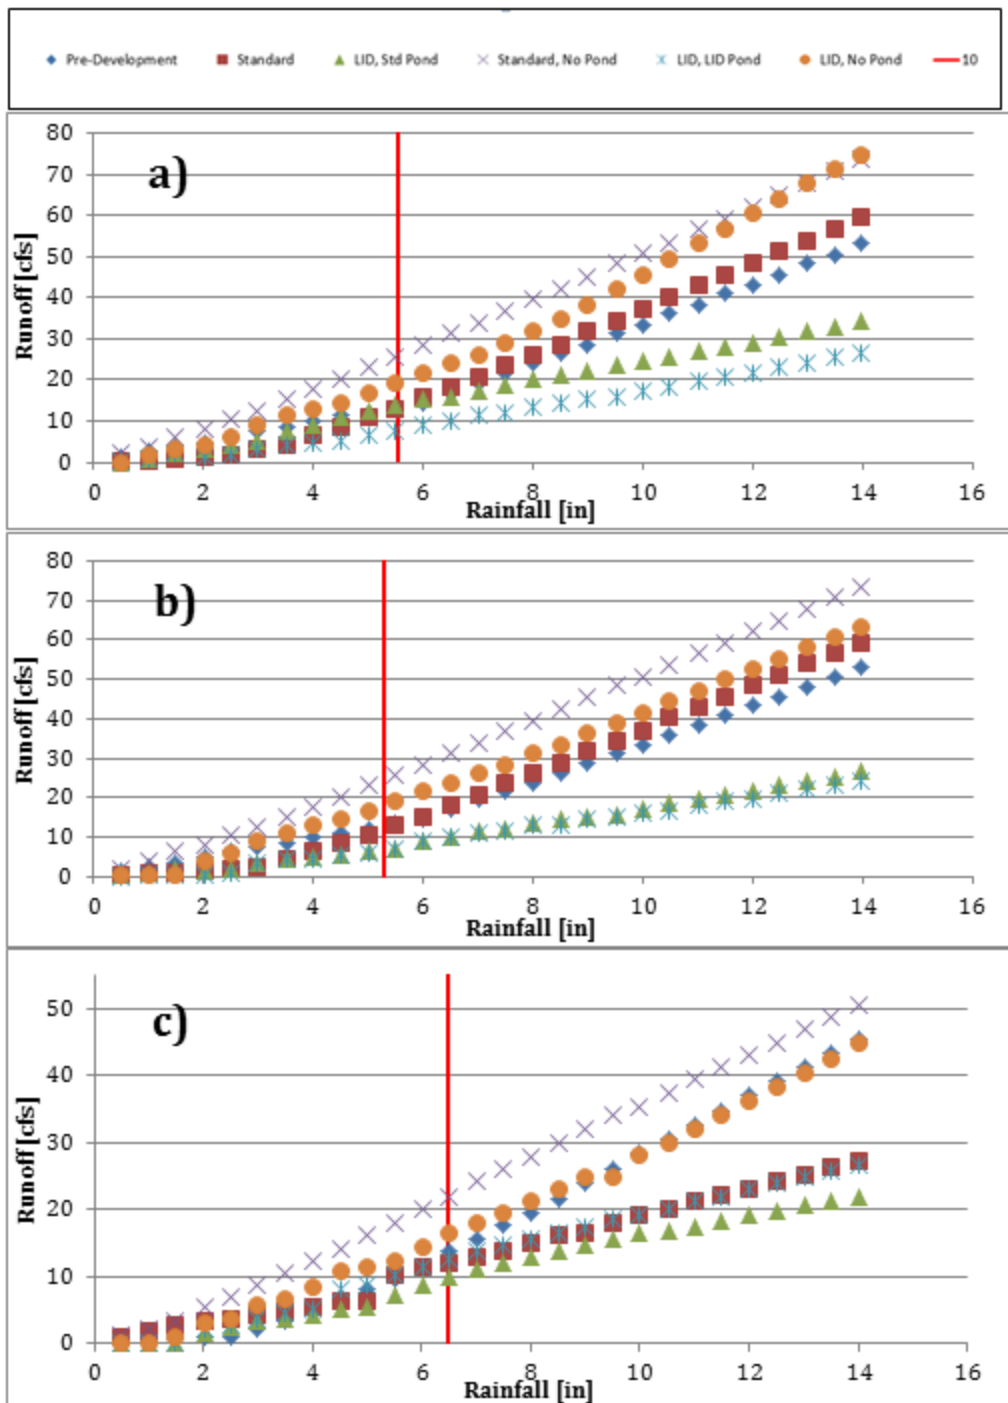 Pre-Development Standard LID, Std Pond Standard, No Pond LID, LID Pond LID, No Pond 10
a)
Runoff [cfs]
80
70
60
50
40
30
20
10
0
0 2 4 6 8 10 12 14 16
Rainfall [in]
b)
Runoff [cfs]
80
70
60
50
40
30
20
10
0
0 2 4 6 8 10 12 14 16
Rainfall [in]
c)
Runoff [cfs]
50
40
30
20
10
0
0 2 4 6 8 10 12 14 16
Rainfall [in]